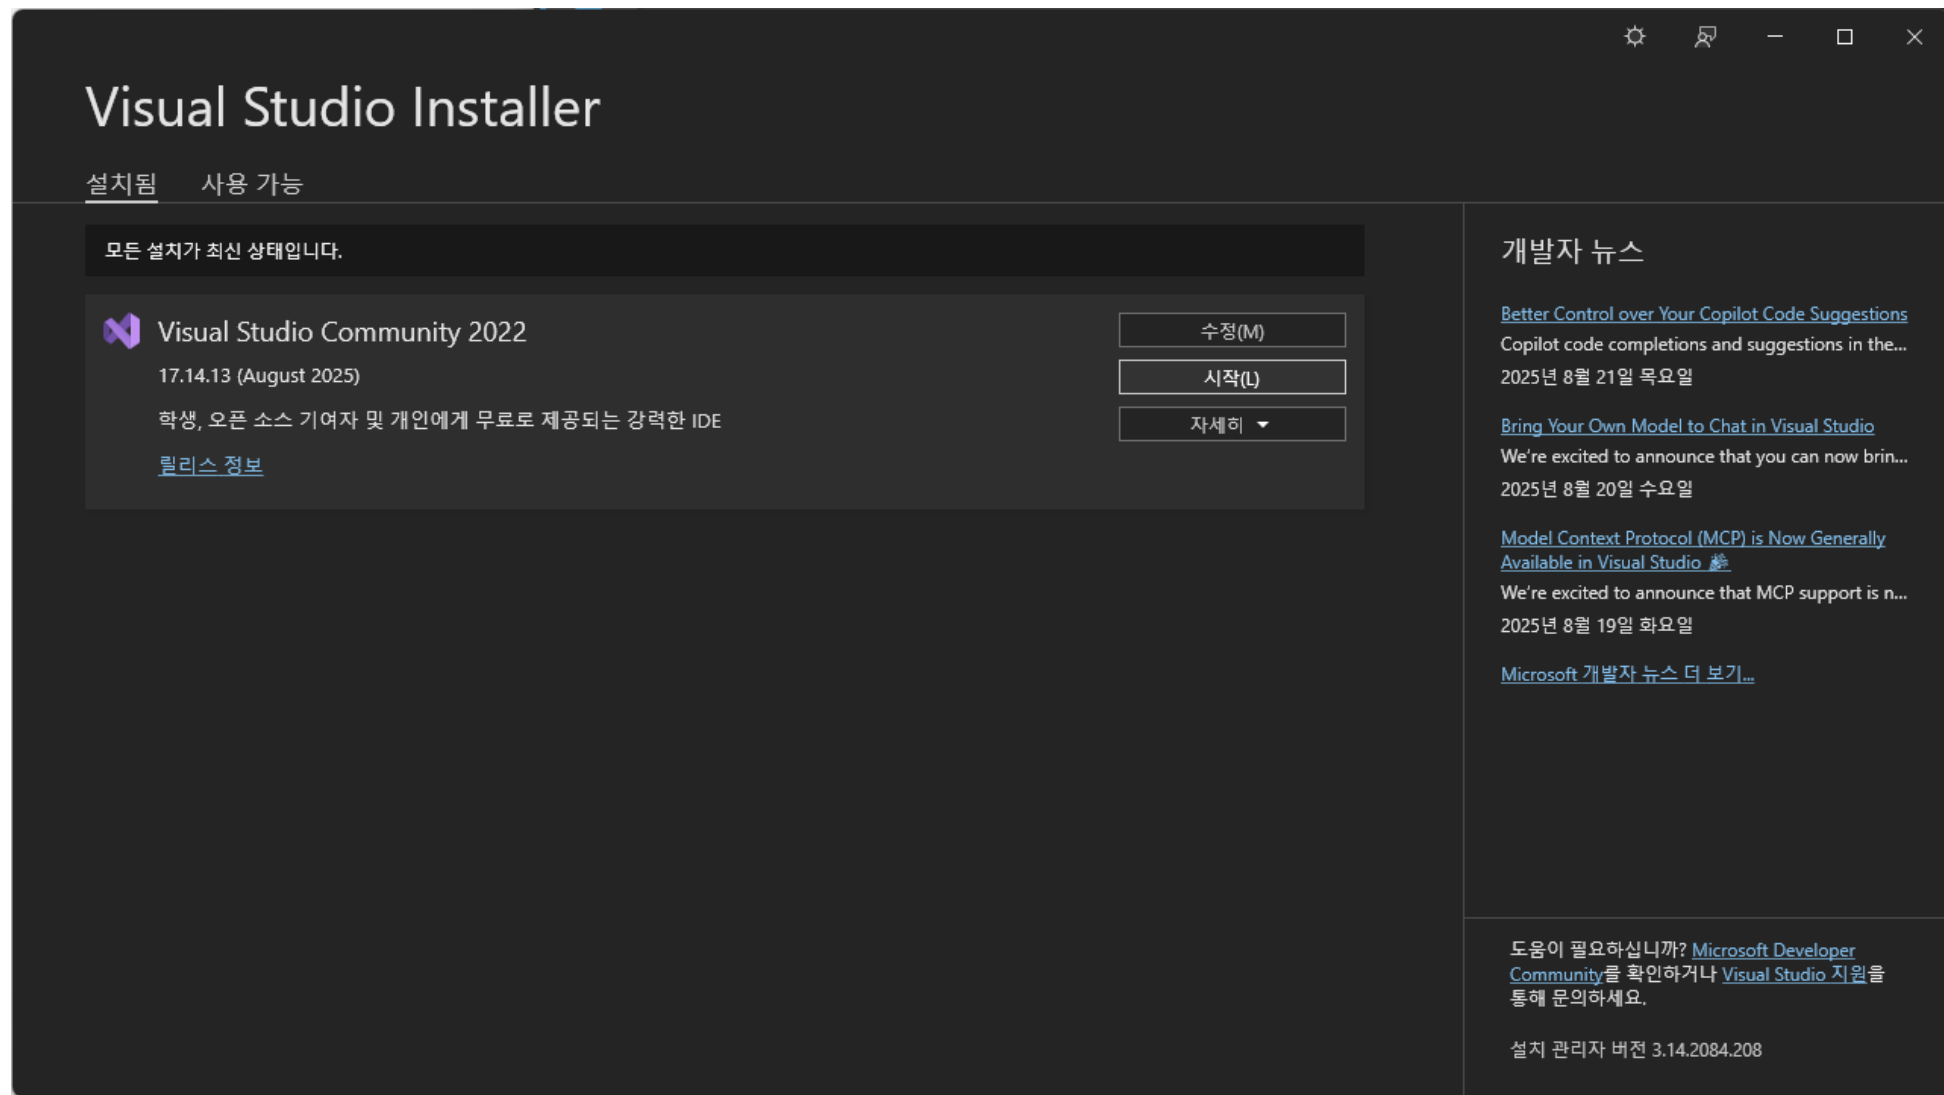 Visual Studio Installer
설치됨 사용 가능
모든 설치가 최신 상태입니다.
Visual Studio Community 2022
17.14.13 (August 2025)
학생, 오픈 소스 기여자 및 개인에게 무료로 제공되는 강력한 IDE
릴리스 정보
수정(M)
시작(L)
자세히
개발자 뉴스
Better Control over Your Copilot Code Suggestions
Copilot code completions and suggestions in the...
2025년 8월 21일 목요일
Bring Your Own Model to Chat in Visual Studio
We're excited to announce that you can now brin...
2025년 8월 20일 수요일
Model Context Protocol (MCP) is Now Generally
Available in Visual Studio 🎉
We're excited to announce that MCP support is n...
2025년 8월 19일 화요일
Microsoft 개발자 뉴스 더 보기...
도움이 필요하십니까? Microsoft Developer
Community를 확인하거나 Visual Studio 지원을
통해 문의하세요.
설치 관리자 버전 3.14.2084.208